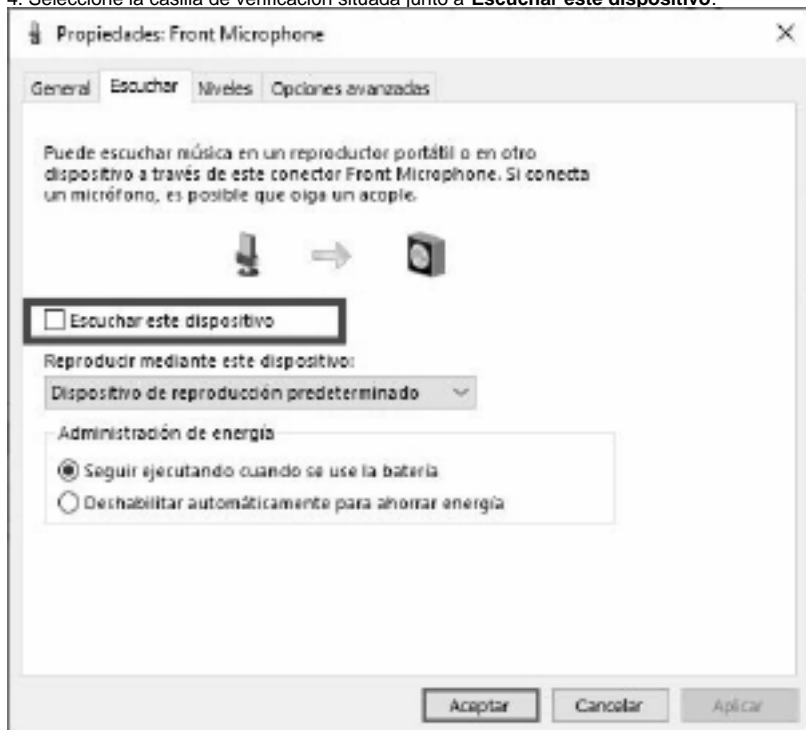 4. Seleccione la casilla de verificación situada junto a Escuchar este dispositivo.
Propiedades: Front Microphone
General Escuchar Niveles Opciones avanzadas
Puede escuchar música en un reproductor portátil o en otro
dispositivo a través de este conector Front Microphone. Si conecta
un micrófono, es posible que oiga un acople.
Escuchar este dispositivo
Reproducir mediante este dispositivo:
Dispositivo de reproducción predeterminado
Administración de energía
Seguir ejecutando cuando se use la batería
Deshabilitar automáticamente para ahorrar energía
Aceptar Cancelar Aplicar